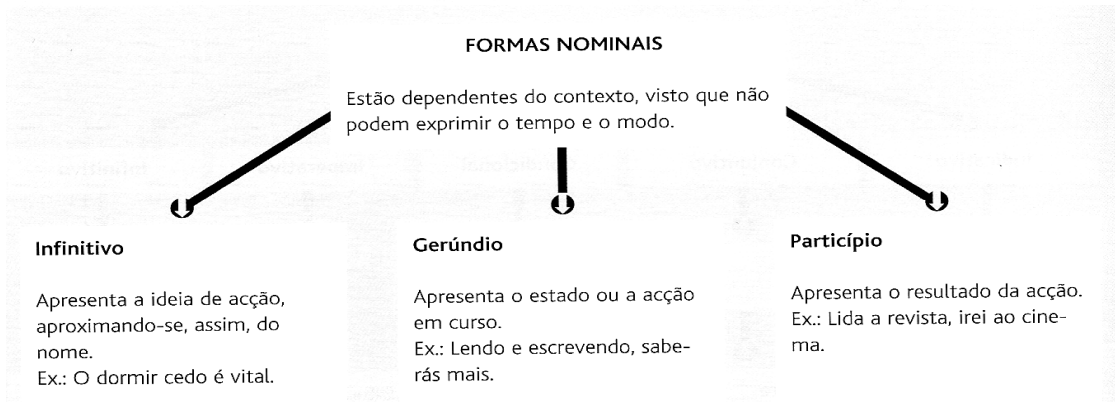 FORMAS NOMINAIS
Estão dependentes do contexto, visto que não
podem exprimir o tempo e o modo.
Infinitivo
Apresenta a ideia de acção,
aproximando-se, assim, do
nome.
Ex.: O dormir cedo é vital.
Gerúndio
Apresenta o estado ou a acção
em curso.
Ex.: Lendo e escrevendo, sabe-
rás mais.
Particípio
Apresenta o resultado da acção.
Ex.: Lida a revista, irei ao cine-
ma.